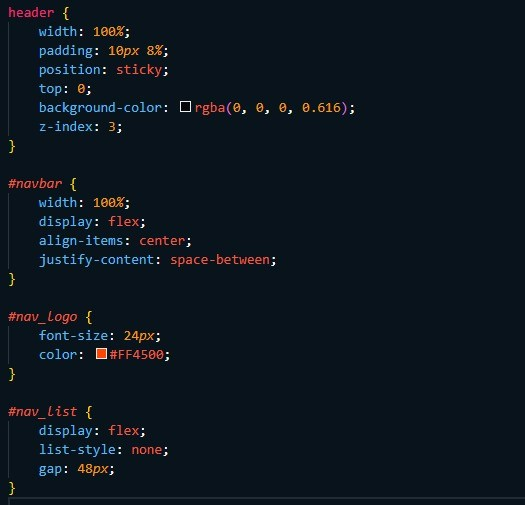 header {
    width: 100%;
    padding: 10px 8%;
    position: sticky;
    top: 0;
    background-color: rgba(0, 0, 0, 0.616);
    z-index: 3;
}

#navbar {
    width: 100%;
    display: flex;
    align-items: center;
    justify-content: space-between;
}

#nav_logo {
    font-size: 24px;
    color: #FF4500;
}

#nav_list {
    display: flex;
    list-style: none;
    gap: 48px;
}